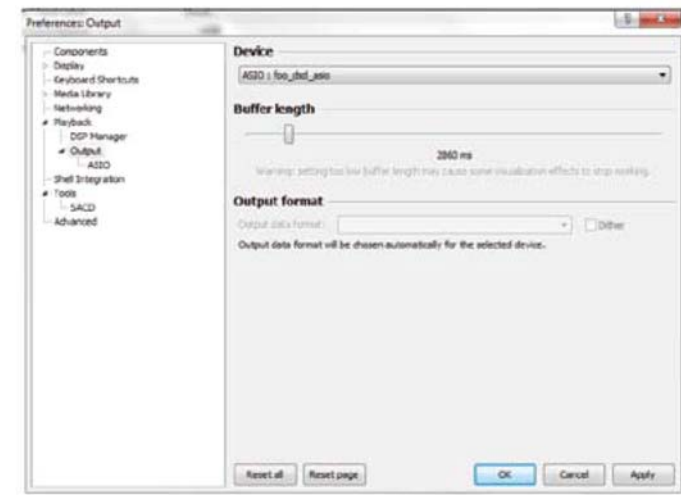 Preferences: Output
Components
Display
Keyboard Shortcuts
Media Library
Networking
Playback
DSP Manager
Output
ASIO
Shell Integration
Tools
SACD
Advanced
Device
ASIO : foo_dsd_asio
Buffer length
2860 ms
Warning: setting too low buffer length may cause some visualization effects to stop working.
Output format
Output data format:
Dither
Output data format will be chosen automatically for the selected device.
Reset all
Reset page
OK
Cancel
Apply